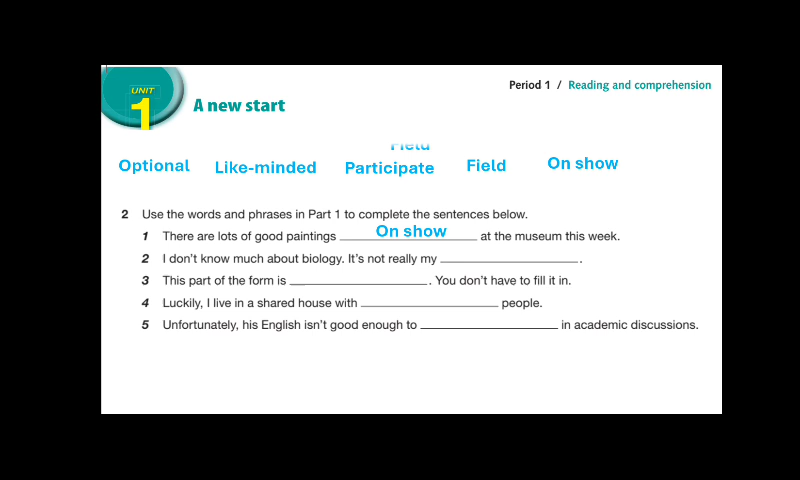 UNIT
1
A new start
Period 1 / Reading and comprehension
Field
Optional Like-minded Participate Field On show
2 Use the words and phrases in Part 1 to complete the sentences below.
1 There are lots of good paintings On show at the museum this week.
2 I don't know much about biology. It's not really my .
3 This part of the form is . You don't have to fill it in.
4 Luckily, I live in a shared house with people.
5 Unfortunately, his English isn't good enough to in academic discussions.